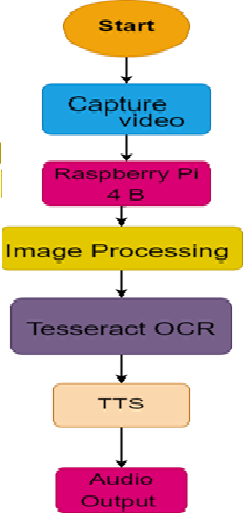 Start
Capture
video
Raspberry Pi
4 B
Image Processing
Tesseract OCR
TTS
Audio
Output